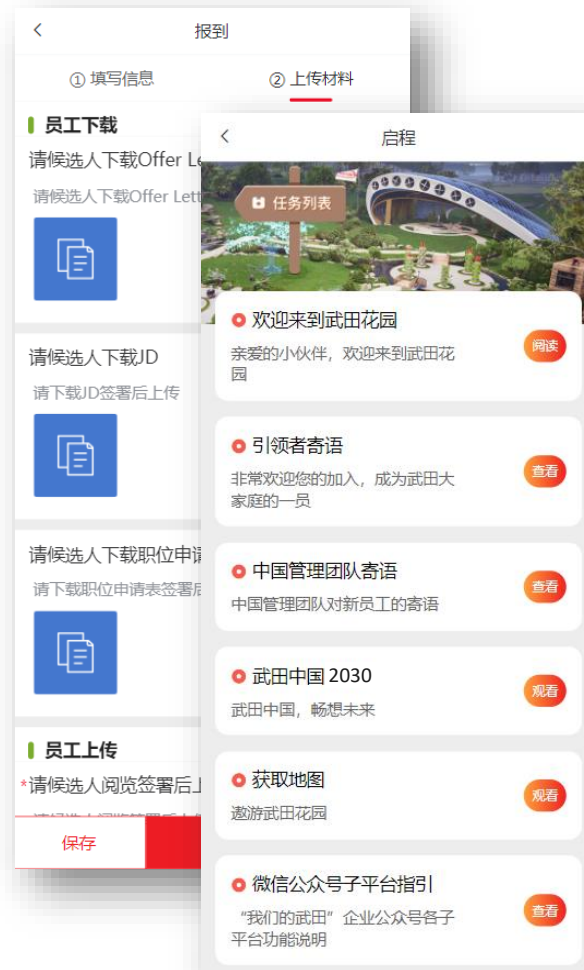 报到
① 填写信息
② 上传材料
员工下载
请候选人下载Offer Le
请候选人下载Offer Lett
请候选人下载JD
请下载JD签署后上传
请候选人下载职位申请
请下载职位申请表签署后
员工上传
*请候选人阅览签署后上
保存
启程
任务列表
欢迎来到武田花园
亲爱的小伙伴，欢迎来到武田花
园
阅读
引领者寄语
非常欢迎您的加入，成为武田大
家庭的一员
查看
中国管理团队寄语
中国管理团队对新员工的寄语
查看
武田中国 2030
武田中国，畅想未来
观看
获取地图
遨游武田花园
观看
微信公众号子平台指引
“我们的武田”企业公众号各子
平台功能说明
查看